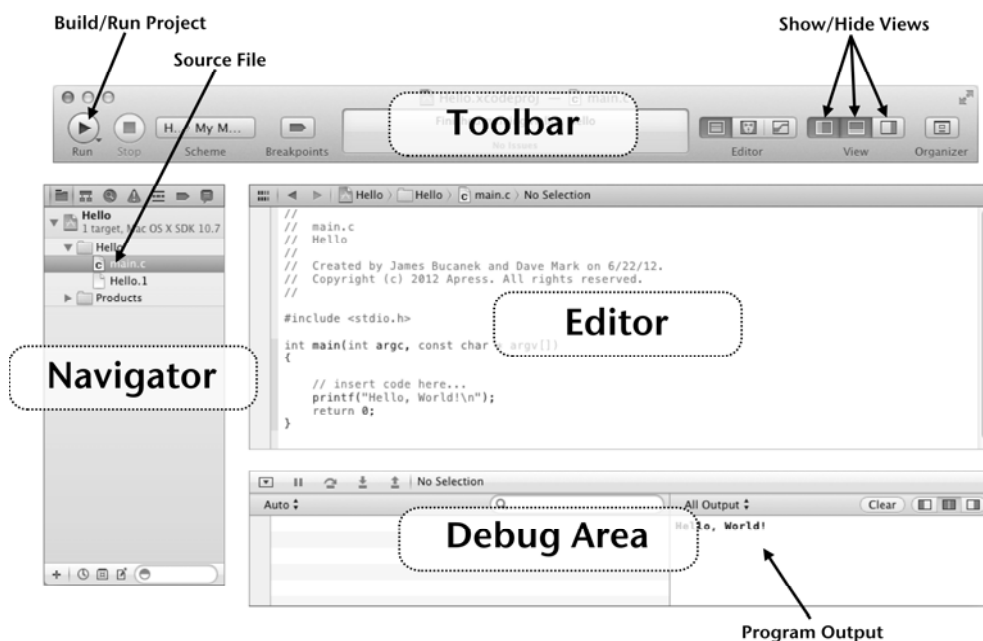 Build/Run Project
Show/Hide Views
Source File
Hello.xcodeproj — main.c
Toolbar
No Issues
H... My M...
Run
Stop
Scheme
Breakpoints
Editor
View
Organizer
Hello
1 target, Mac OS X SDK 10.7
Hello
c main.c
Hello.1
Products
Navigator
Hello Hello c main.c No Selection
//
// main.c
// Hello
//
// Created by James Bucanek and Dave Mark on 6/22/12.
// Copyright (c) 2012 Apress. All rights reserved.
//
#include <stdio.h>
Editor
int main(int argc, const char * argv[])
{
// insert code here...
printf("Hello, World!\n");
return 0;
}
No Selection
Auto
All Output
Clear
Debug Area
Hello, World!
Program Output